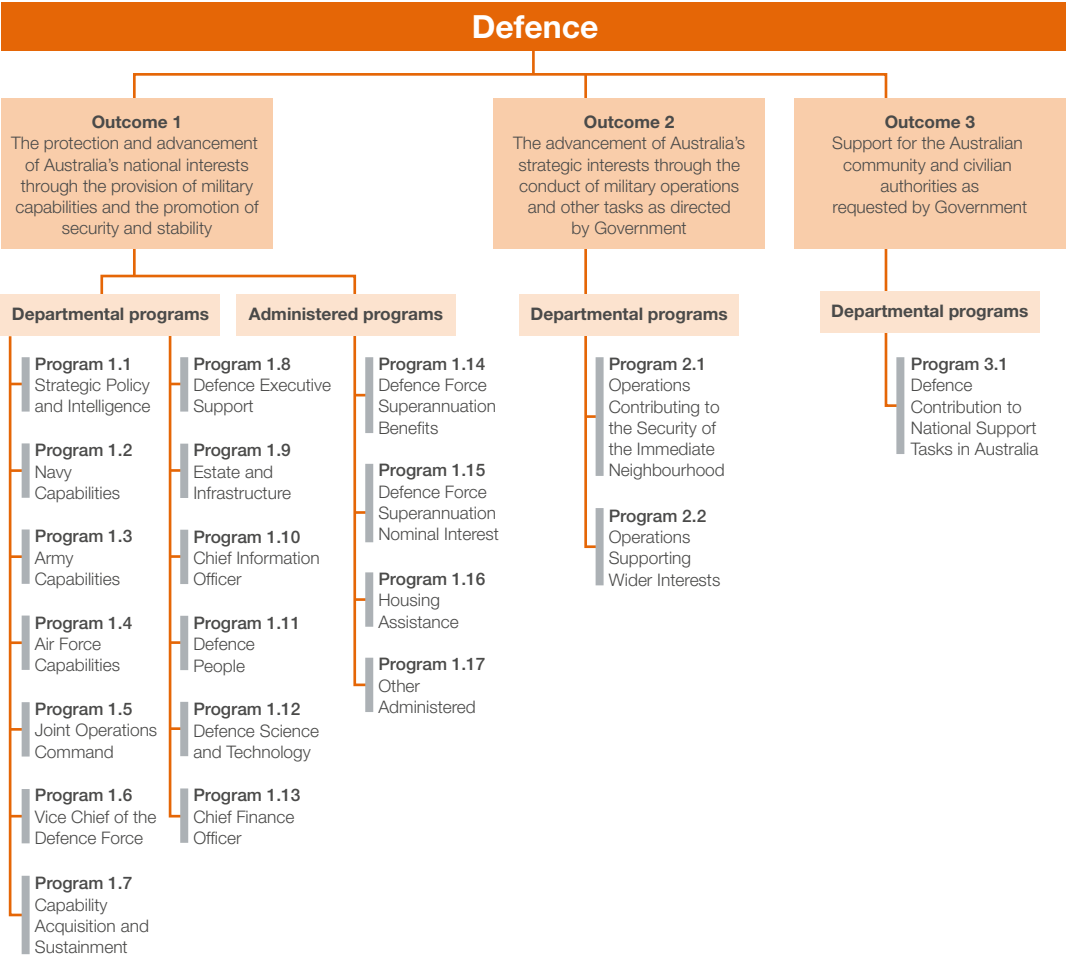 Defence
Outcome 1
The protection and advancement
of Australia's national interests
through the provision of military
capabilities and the promotion of
security and stability
Outcome 2
The advancement of Australia's
strategic interests through the
conduct of military operations
and other tasks as directed
by Government
Outcome 3
Support for the Australian
community and civilian
authorities as
requested by Government
Departmental programs
Program 1.1
Strategic Policy
and Intelligence
Program 1.2
Navy
Capabilities
Program 1.3
Army
Capabilities
Program 1.4
Air Force
Capabilities
Program 1.5
Joint Operations
Command
Program 1.6
Vice Chief of the
Defence Force
Program 1.7
Capability
Acquisition and
Sustainment
Program 1.8
Defence Executive
Support
Program 1.9
Estate and
Infrastructure
Program 1.10
Chief Information
Officer
Program 1.11
Defence
People
Program 1.12
Defence Science
and Technology
Program 1.13
Chief Finance
Officer
Administered programs
Program 1.14
Defence Force
Superannuation
Benefits
Program 1.15
Defence Force
Superannuation
Nominal Interest
Program 1.16
Housing
Assistance
Program 1.17
Other
Administered
Departmental programs
Program 2.1
Operations
Contributing to
the Security of
the Immediate
Neighbourhood
Program 2.2
Operations
Supporting
Wider Interests
Departmental programs
Program 3.1
Defence
Contribution to
National Support
Tasks in Australia